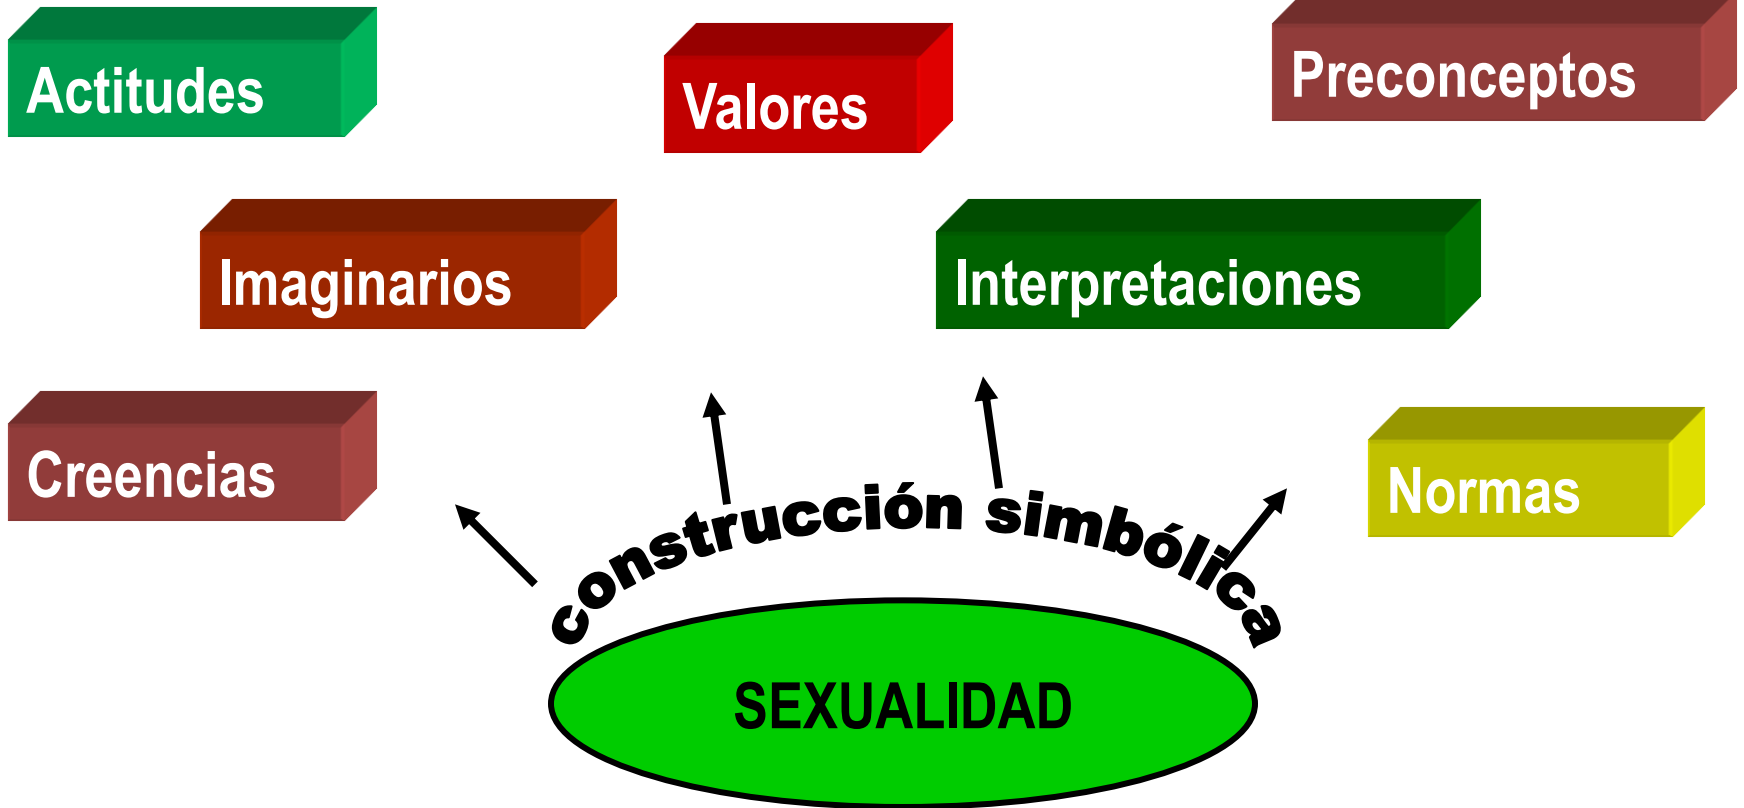 Actitudes
Valores
Preconceptos
Imaginarios
Interpretaciones
Creencias
Normas
construcción simbólica
SEXUALIDAD